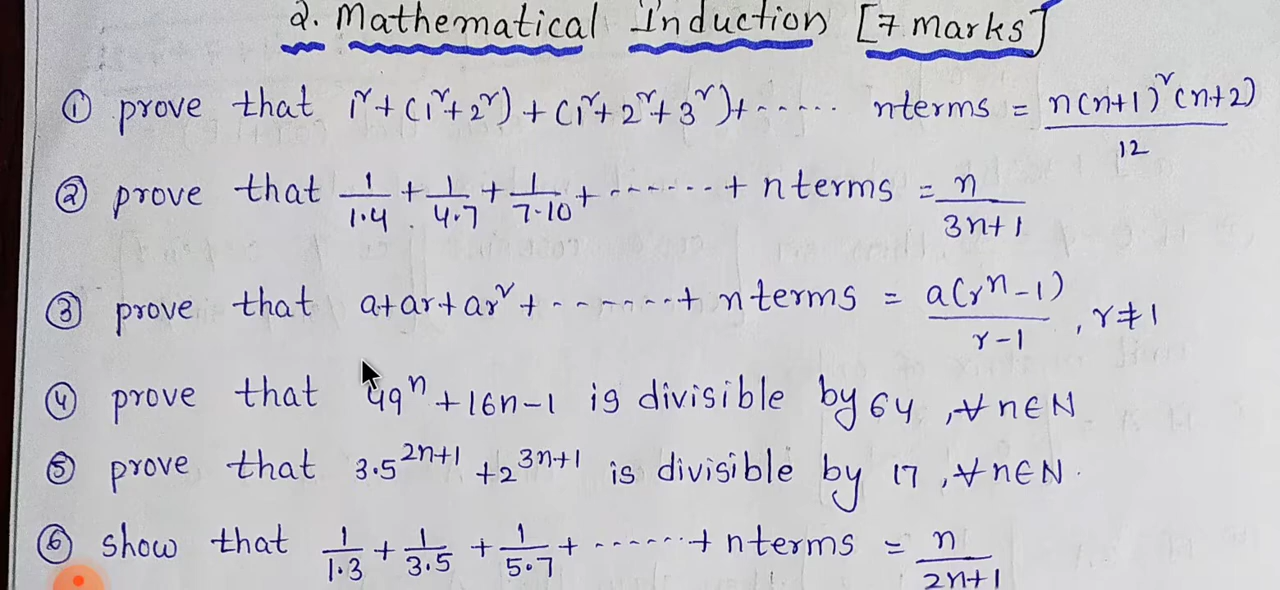 2. Mathematical Induction [7 marks]
① prove that 1² + (1²+2²) + (1²+2²+3²)+ ------ n terms = n(n+1)²(n+2)/12
② prove that 1/1.4 + 1/4.7 + 1/7.10 + ------ + n terms = n/3n+1
③ prove that a+ar+ar² + ------- + n terms = a(rⁿ-1)/r-1 , r≠1
④ prove that 49ⁿ+16n-1 is divisible by 64 ,∀ n∈N
⑤ prove that 3.5²ⁿ⁺¹ +2³ⁿ⁺¹ is divisible by 17 ,∀ n∈N.
⑥ show that 1/1.3 + 1/3.5 + 1/5.7 + ------ + n terms = n/2n+1